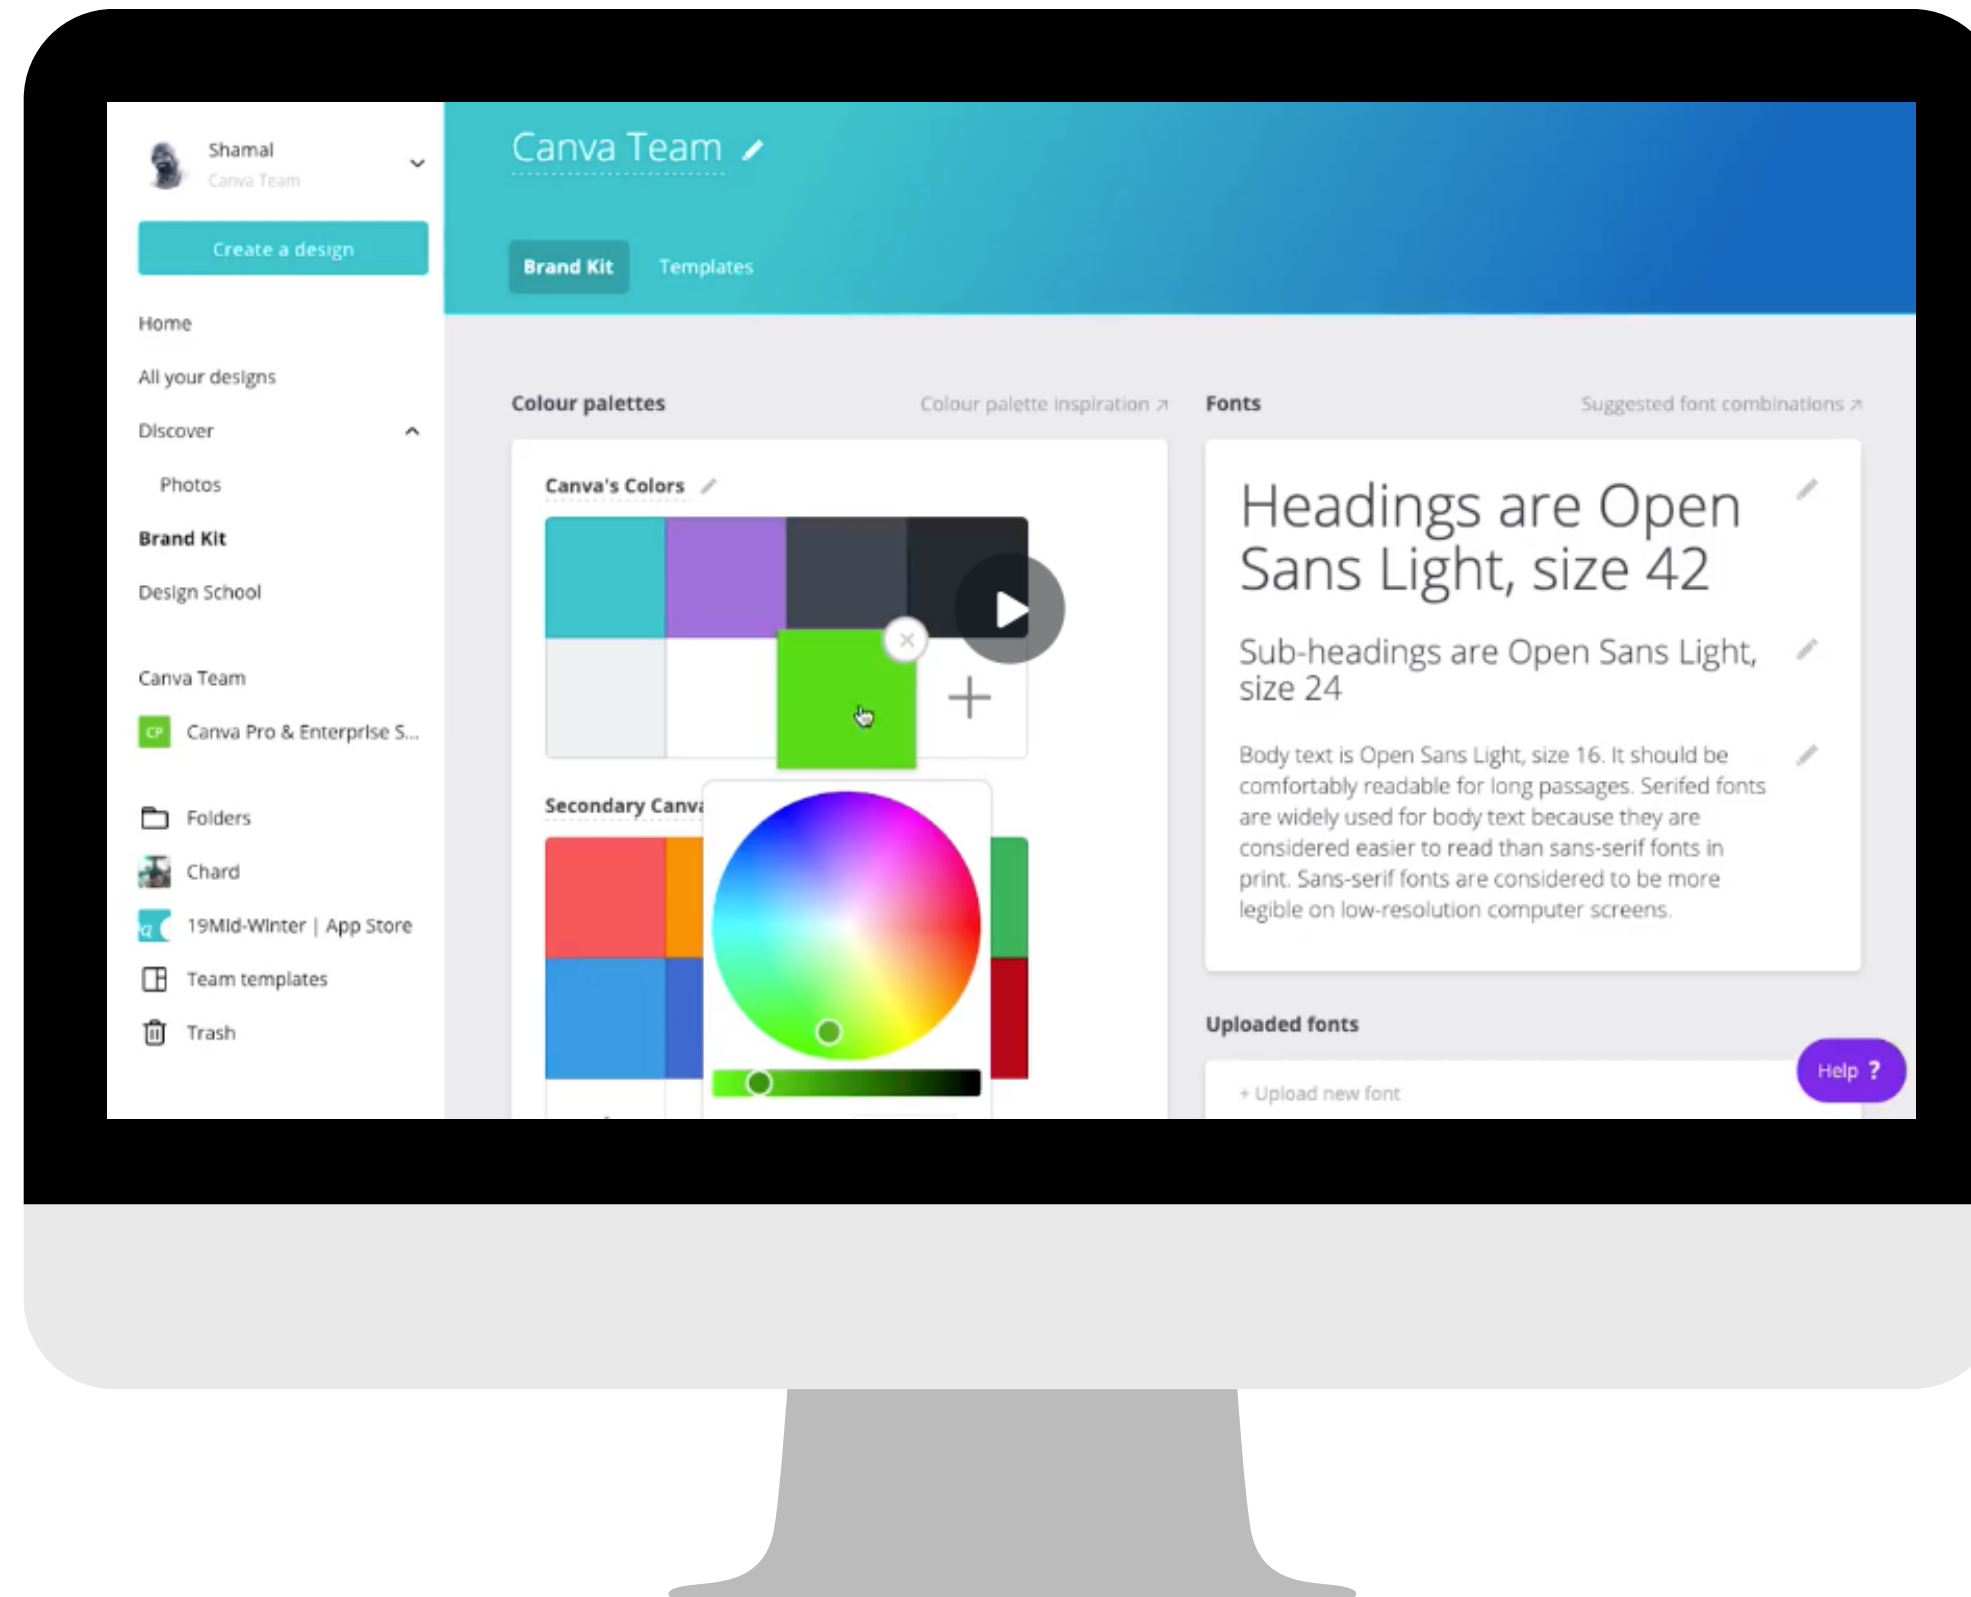 Shamal
Canva Team
Create a design
Home
All your designs
Discover
Photos
Brand Kit
Design School
Canva Team
CP
Canva Pro & Enterprise S...
Folders
Chard
19Mid-Winter | App Store
Team templates
Trash
Canva Team
Brand Kit
Templates
Colour palettes
Colour palette inspiration
Canva's Colors
Secondary Canva
Fonts
Suggested font combinations
Headings are Open
Sans Light, size 42
Sub-headings are Open Sans Light,
size 24
Body text is Open Sans Light, size 16. It should be
comfortably readable for long passages. Serifed fonts
are widely used for body text because they are
considered easier to read than sans-serif fonts in
print. Sans-serif fonts are considered to be more
legible on low-resolution computer screens.
Uploaded fonts
+ Upload new font
Help ?